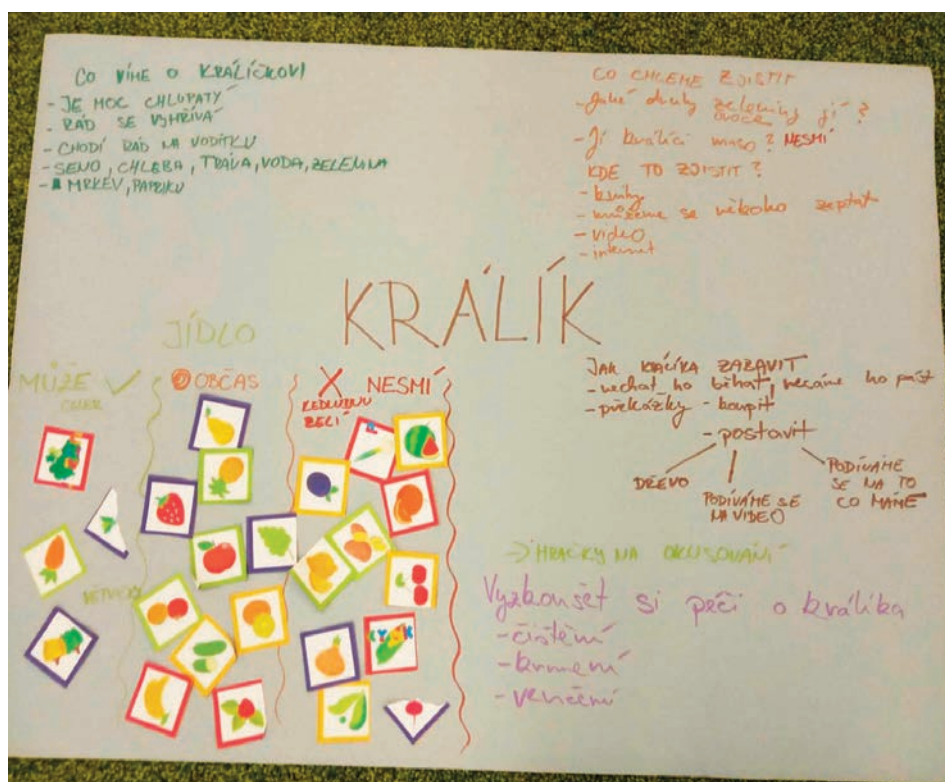 CO VÍME O KRÁLÍČKOVI
- JE MOC CHLUPATÝ
- RÁD SE VYHŘÍVÁ
- CHODÍ RÁD NA VODÍTKU
- SENO, CHLEBA, TRÁVA, VODA, ZELENINA
- MRKEV, PAPRIKU
CO CHCEME ZJISTIT
- Jaké druhy zeleniny jí ?
ovoce
- Jí králíci maso? NESMÍ
KDE TO ZJISTIT ?
- knihy
- můžeme se někoho zeptat
- video
- internet
KRÁLÍK
JÍDLO
MŮŽE ✓
OBČAS
X NESMÍ
KEDLUBNU
ZELÍ
VĚTVIČKY
JAK KRÁLÍKA ZABAVIT
- nechat ho běhat, necháme ho pást
- překážky - koupit
- postavit
DŘEVO
PODÍVÁME SE
NA VIDEO
PODÍVÁME
SE NA TO
CO MÁME
→ HRAČKY NA OKUSOVÁNÍ
Vyzkoušet si péči o králíka
- čištění
- krmení
- venčení